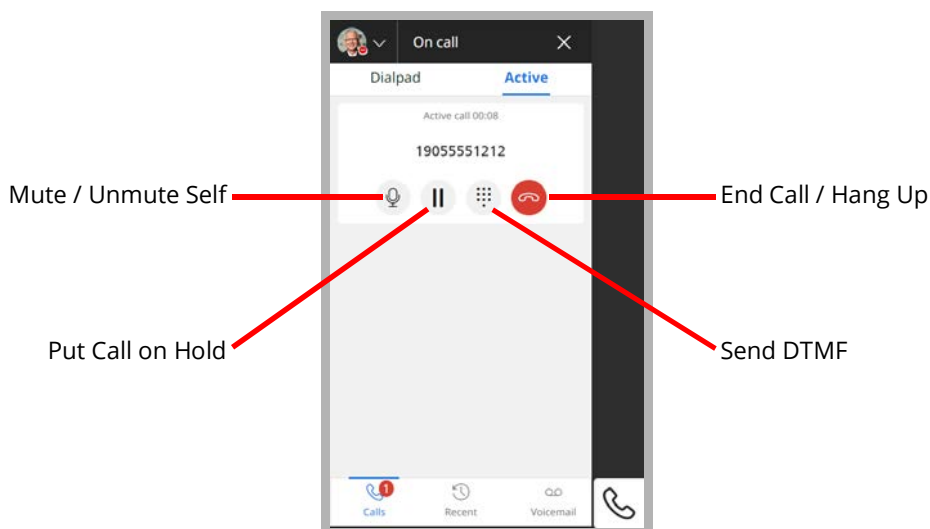 On call
Dialpad Active
Active call 00:08
19055551212
Mute / Unmute Self
End Call / Hang Up
Put Call on Hold
Send DTMF
1
Calls Recent Voicemail